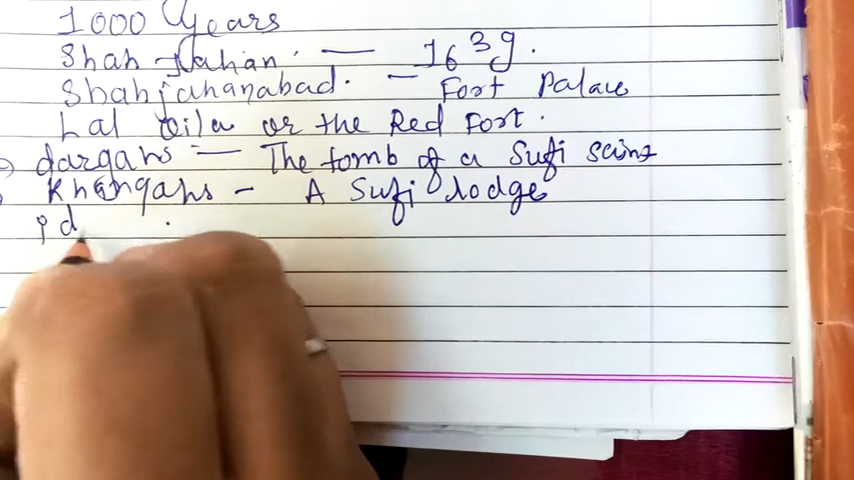 1000 Years
Shah Jahan. — 1639.
Shahjahanabad. — Fort Palace
Lal Qila or the Red Fort.
dargahs — The tomb of a Sufi saint
Khanqahs - A Sufi lodge
id